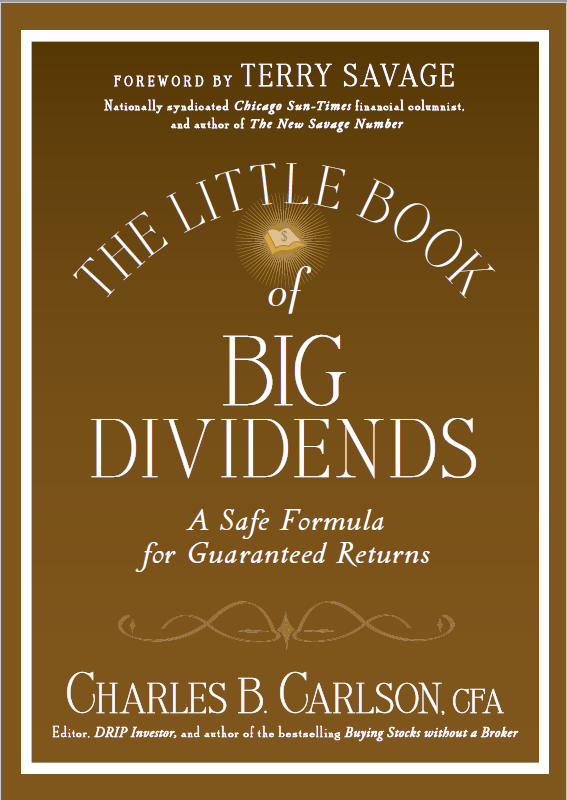 FOREWORD BY TERRY SAVAGE
Nationally syndicated Chicago Sun-Times financial columnist,
and author of The New Savage Number
THE LITTLE BOOK
$
of
BIG
DIVIDENDS
A Safe Formula
for Guaranteed Returns
CHARLES B. CARLSON, CFA
Editor, DRIP Investor, and author of the bestselling Buying Stocks without a Broker